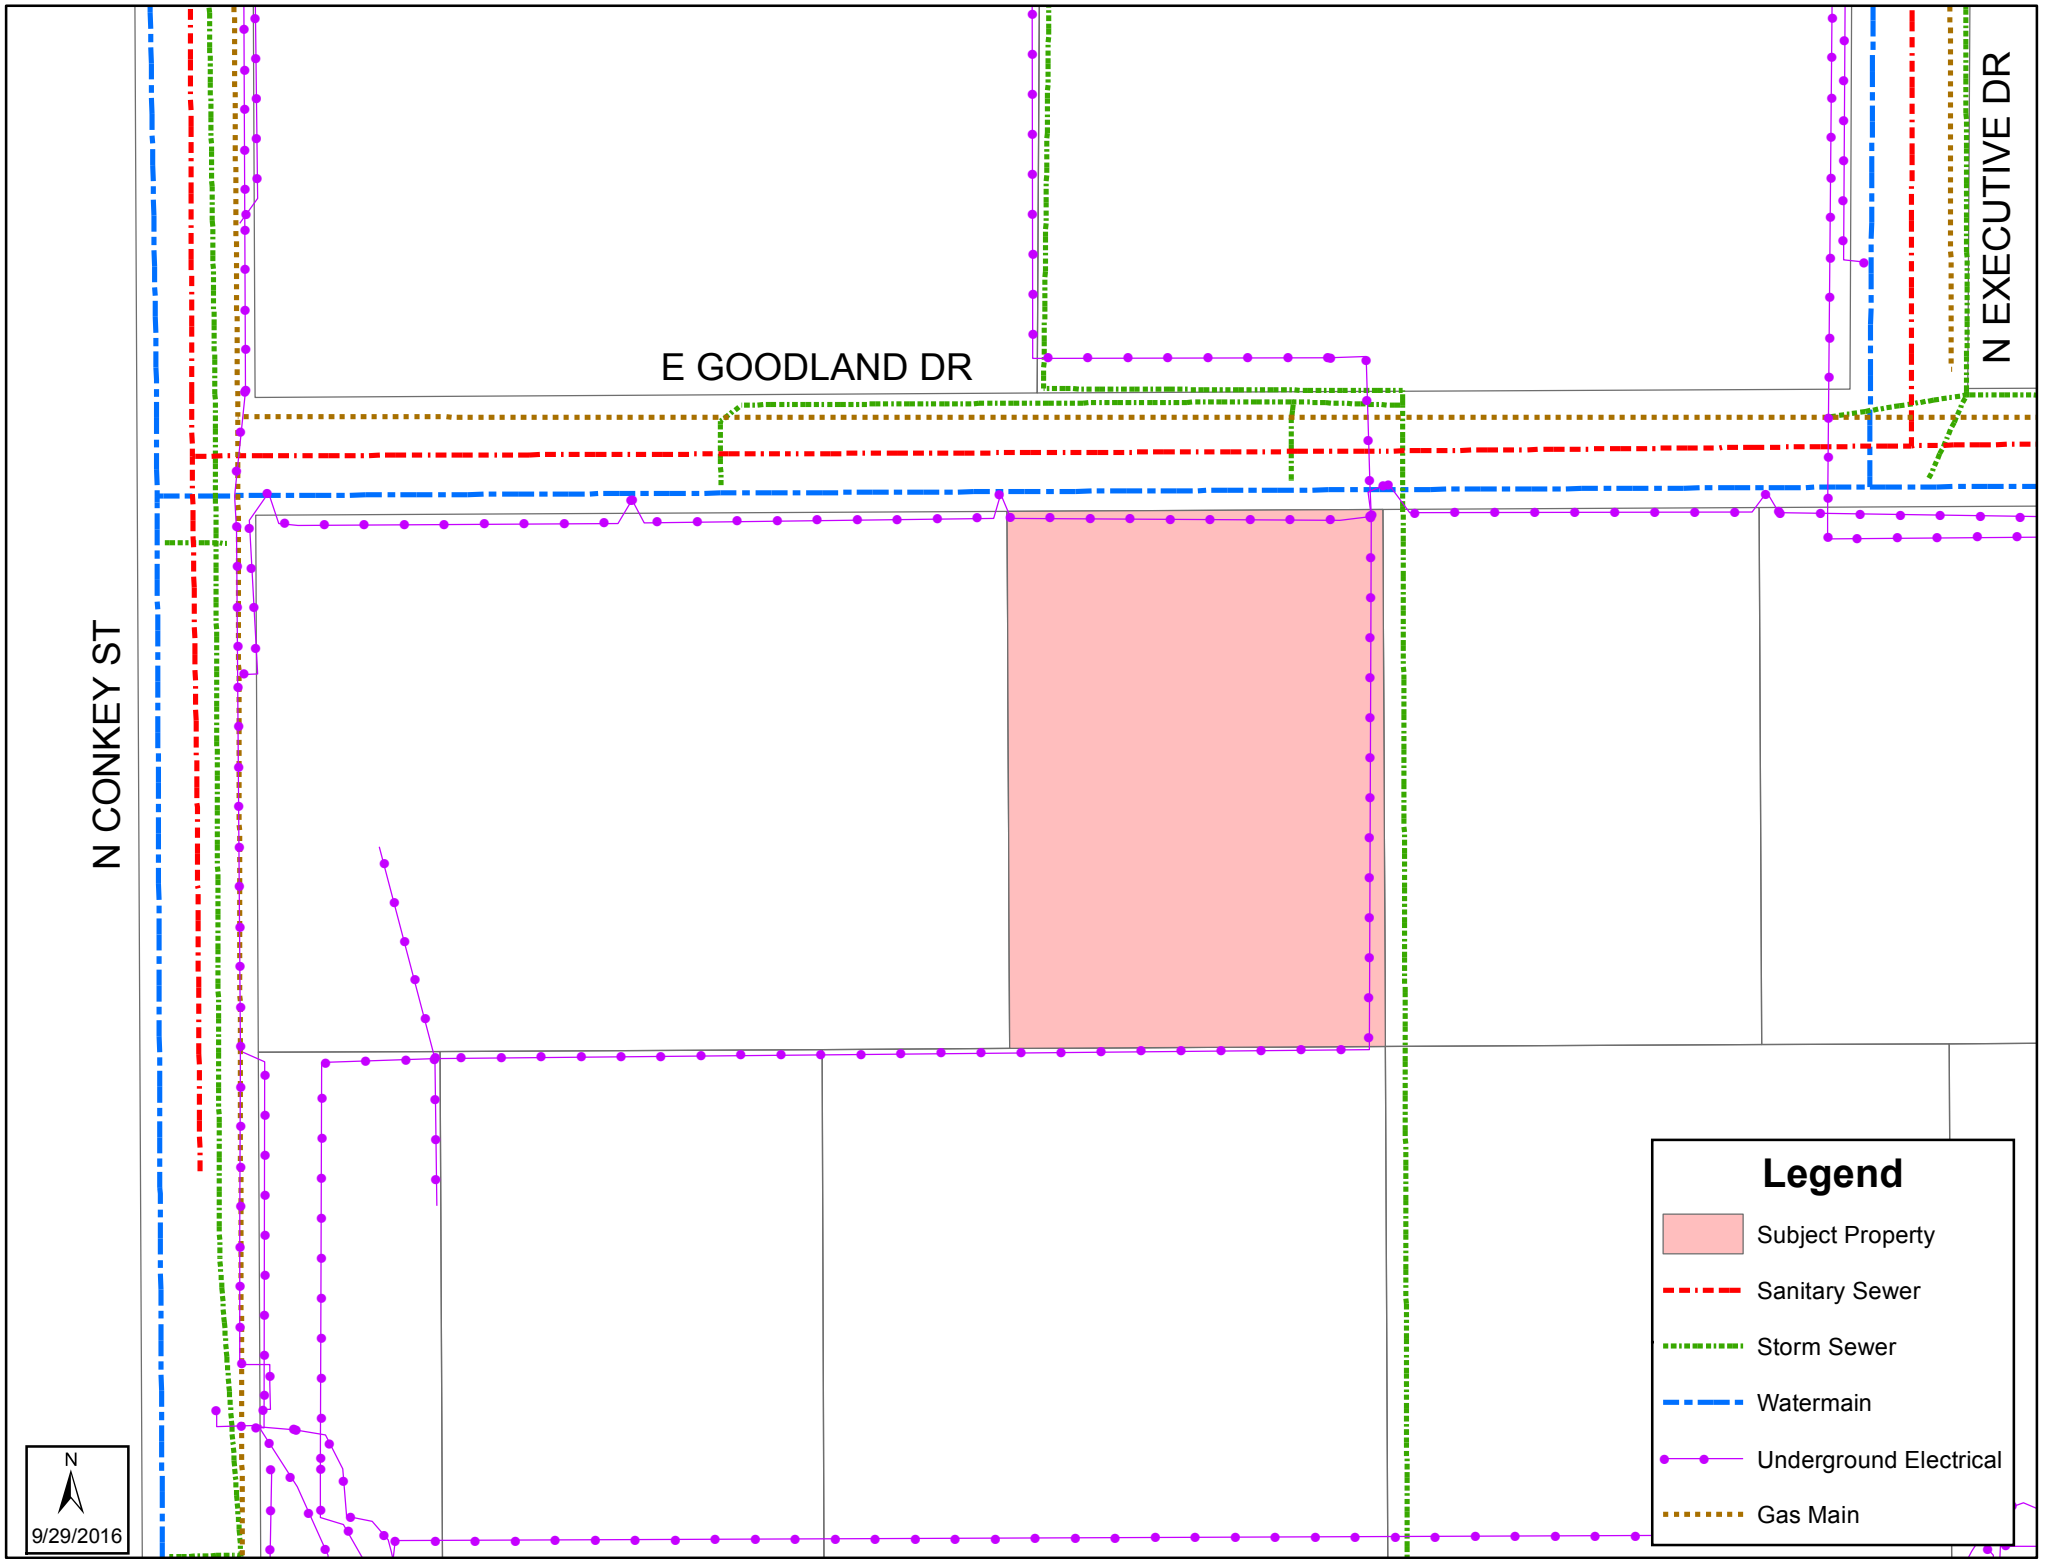 N EXECUTIVE DR
E GOODLAND DR
N CONKEY ST
Legend
Subject Property
Sanitary Sewer
Storm Sewer
Watermain
Underground Electrical
Gas Main
N
9/29/2016